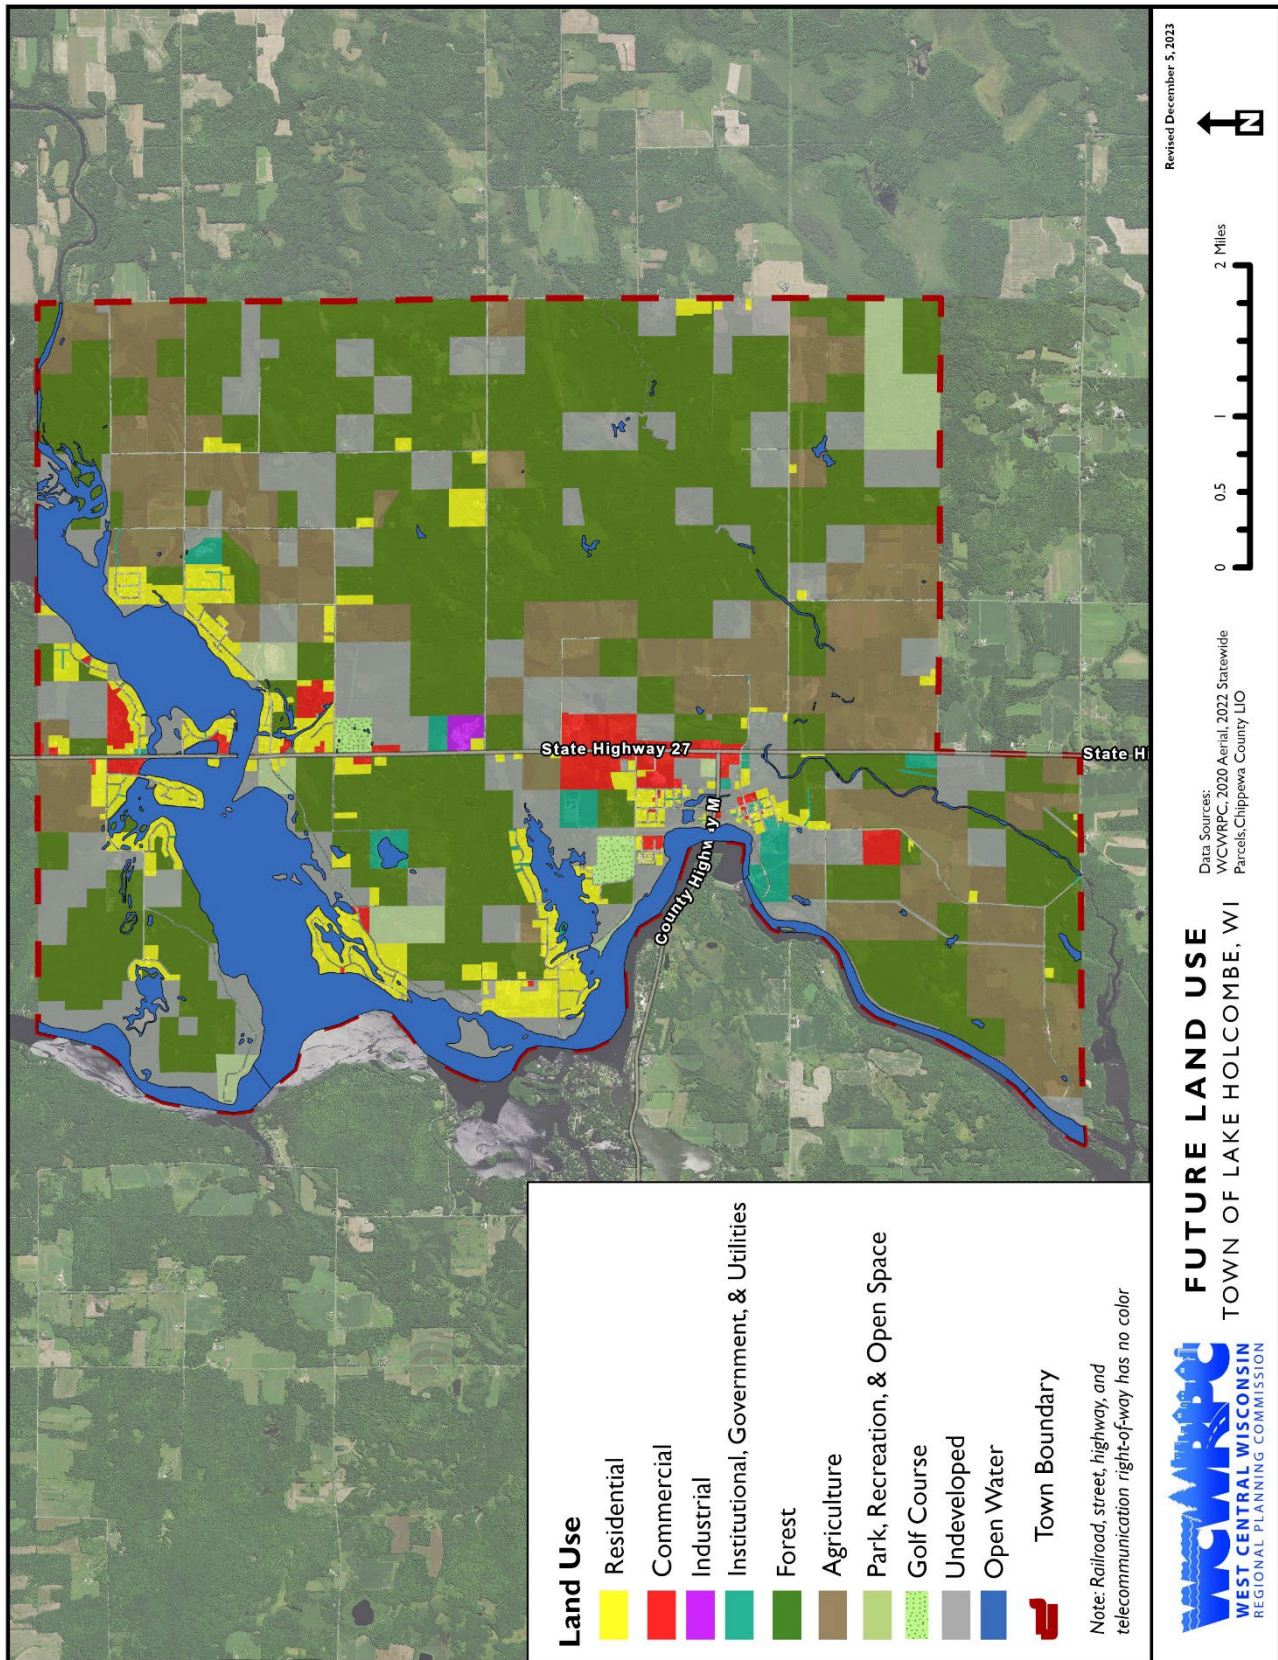 State Highway 27
County Highway M
State Hi
Land Use
Residential
Commercial
Industrial
Institutional, Government, & Utilities
Forest
Agriculture
Park, Recreation, & Open Space
Golf Course
Undeveloped
Open Water
Town Boundary
Note: Railroad, street, highway, and
telecommunication right-of-way has no color
WCWRPC
WEST CENTRAL WISCONSIN
REGIONAL PLANNING COMMISSION
FUTURE LAND USE
TOWN OF LAKE HOLCOMBE, WI
Data Sources:
WCWRPC, 2020 Aerial, 2022 Statewide
Parcels, Chippewa County LIO
0 0.5 1 2 Miles
Revised December 5, 2023
N